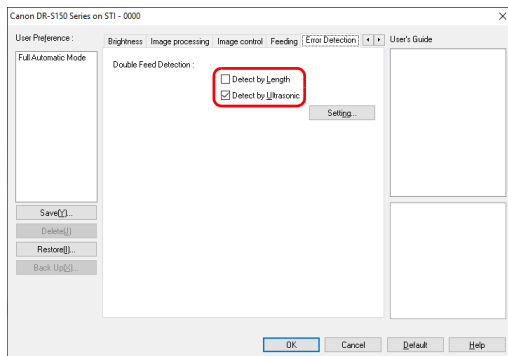 Canon DR-S150 Series on STI - 0000
User Preference :
Full Automatic Mode
Save(Y)...
Delete(J)
Restore(I)...
Back Up(X)...
Brightness Image processing Image control Feeding Error Detection
Double Feed Detection :
Detect by Length
Detect by Ultrasonic
Setting...
User's Guide
OK Cancel Default Help